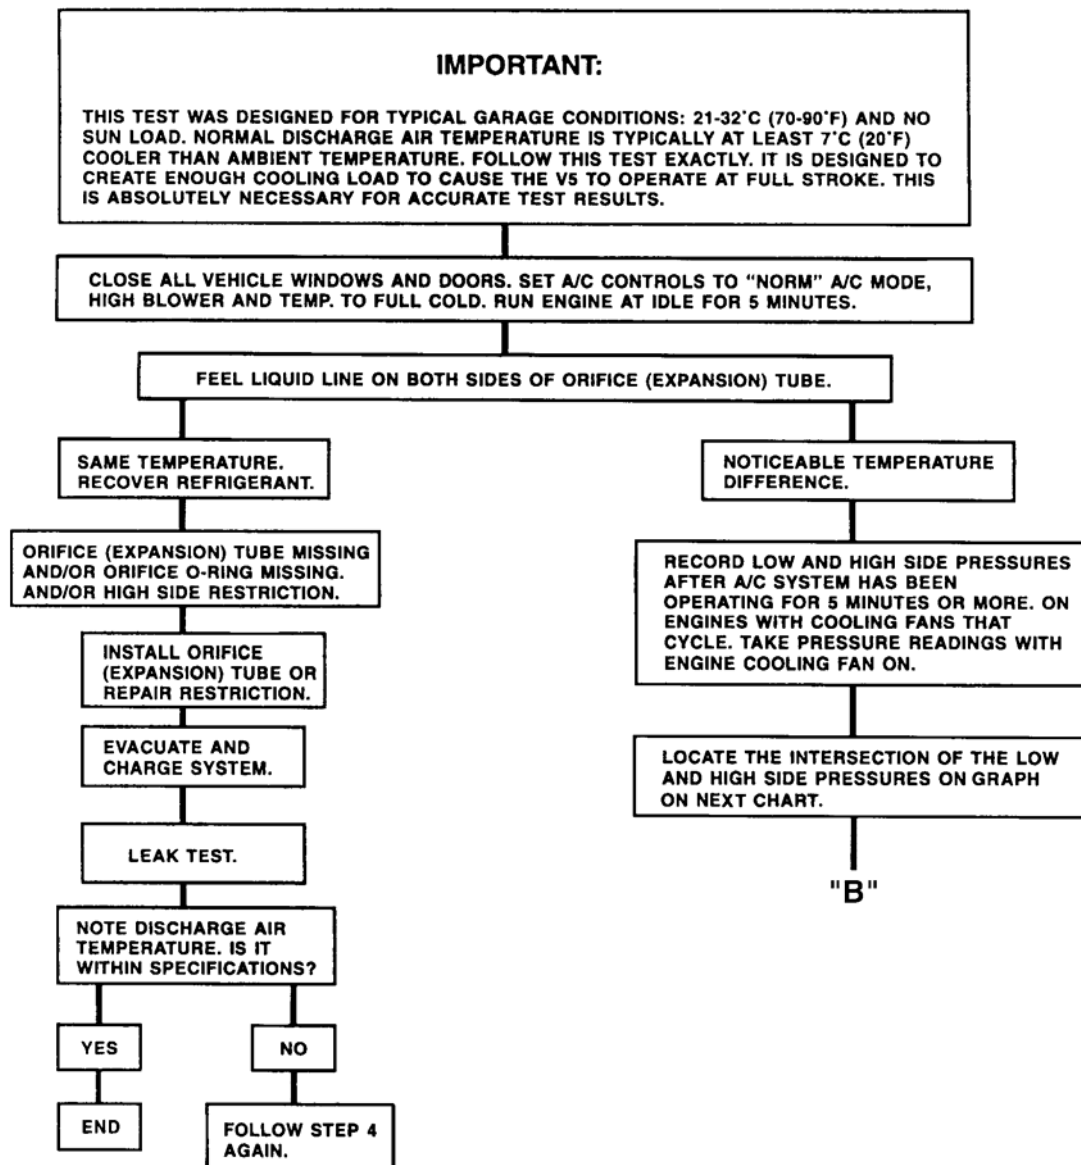 IMPORTANT:
THIS TEST WAS DESIGNED FOR TYPICAL GARAGE CONDITIONS: 21-32°C (70-90°F) AND NO
SUN LOAD. NORMAL DISCHARGE AIR TEMPERATURE IS TYPICALLY AT LEAST 7°C (20°F)
COOLER THAN AMBIENT TEMPERATURE. FOLLOW THIS TEST EXACTLY. IT IS DESIGNED TO
CREATE ENOUGH COOLING LOAD TO CAUSE THE V5 TO OPERATE AT FULL STROKE. THIS
IS ABSOLUTELY NECESSARY FOR ACCURATE TEST RESULTS.
CLOSE ALL VEHICLE WINDOWS AND DOORS. SET A/C CONTROLS TO "NORM" A/C MODE,
HIGH BLOWER AND TEMP. TO FULL COLD. RUN ENGINE AT IDLE FOR 5 MINUTES.
FEEL LIQUID LINE ON BOTH SIDES OF ORIFICE (EXPANSION) TUBE.
SAME TEMPERATURE.
RECOVER REFRIGERANT.
ORIFICE (EXPANSION) TUBE MISSING
AND/OR ORIFICE O-RING MISSING.
AND/OR HIGH SIDE RESTRICTION.
INSTALL ORIFICE
(EXPANSION) TUBE OR
REPAIR RESTRICTION.
EVACUATE AND
CHARGE SYSTEM.
LEAK TEST.
NOTE DISCHARGE AIR
TEMPERATURE. IS IT
WITHIN SPECIFICATIONS?
YES
NO
END
FOLLOW STEP 4
AGAIN.
NOTICEABLE TEMPERATURE
DIFFERENCE.
RECORD LOW AND HIGH SIDE PRESSURES
AFTER A/C SYSTEM HAS BEEN
OPERATING FOR 5 MINUTES OR MORE. ON
ENGINES WITH COOLING FANS THAT
CYCLE. TAKE PRESSURE READINGS WITH
ENGINE COOLING FAN ON.
LOCATE THE INTERSECTION OF THE LOW
AND HIGH SIDE PRESSURES ON GRAPH
ON NEXT CHART.
"B"